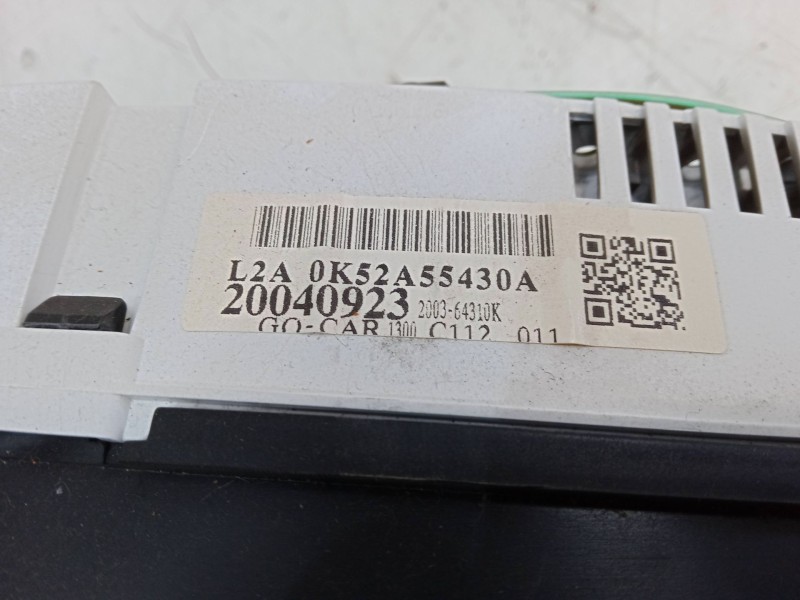 L2A 0K52A55430A
20040923 2003-64310K
GO-CAR 1300 C112 011